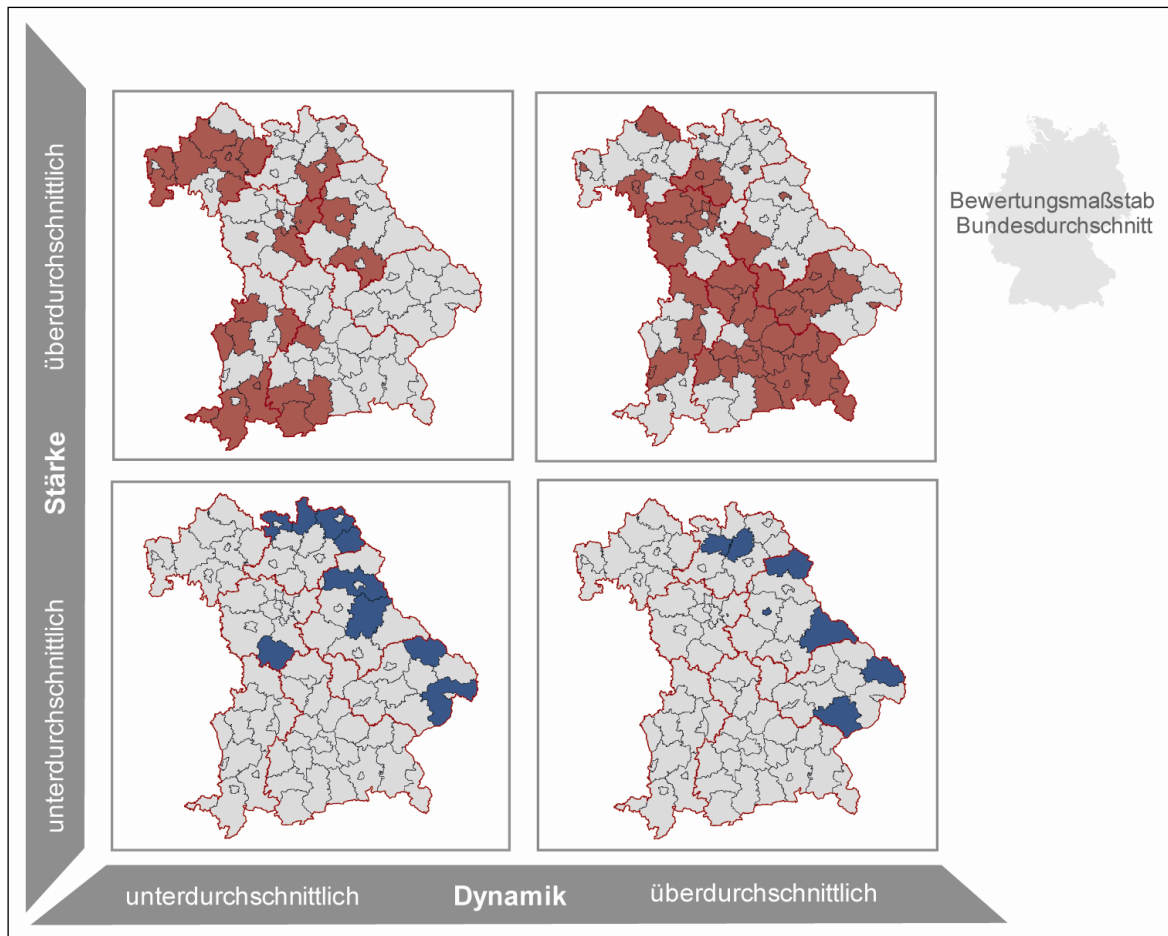 überdurchschnittlich
Stärke
unterdurchschnittlich
Bewertungsmaßstab
Bundesdurchschnitt
unterdurchschnittlich Dynamik überdurchschnittlich